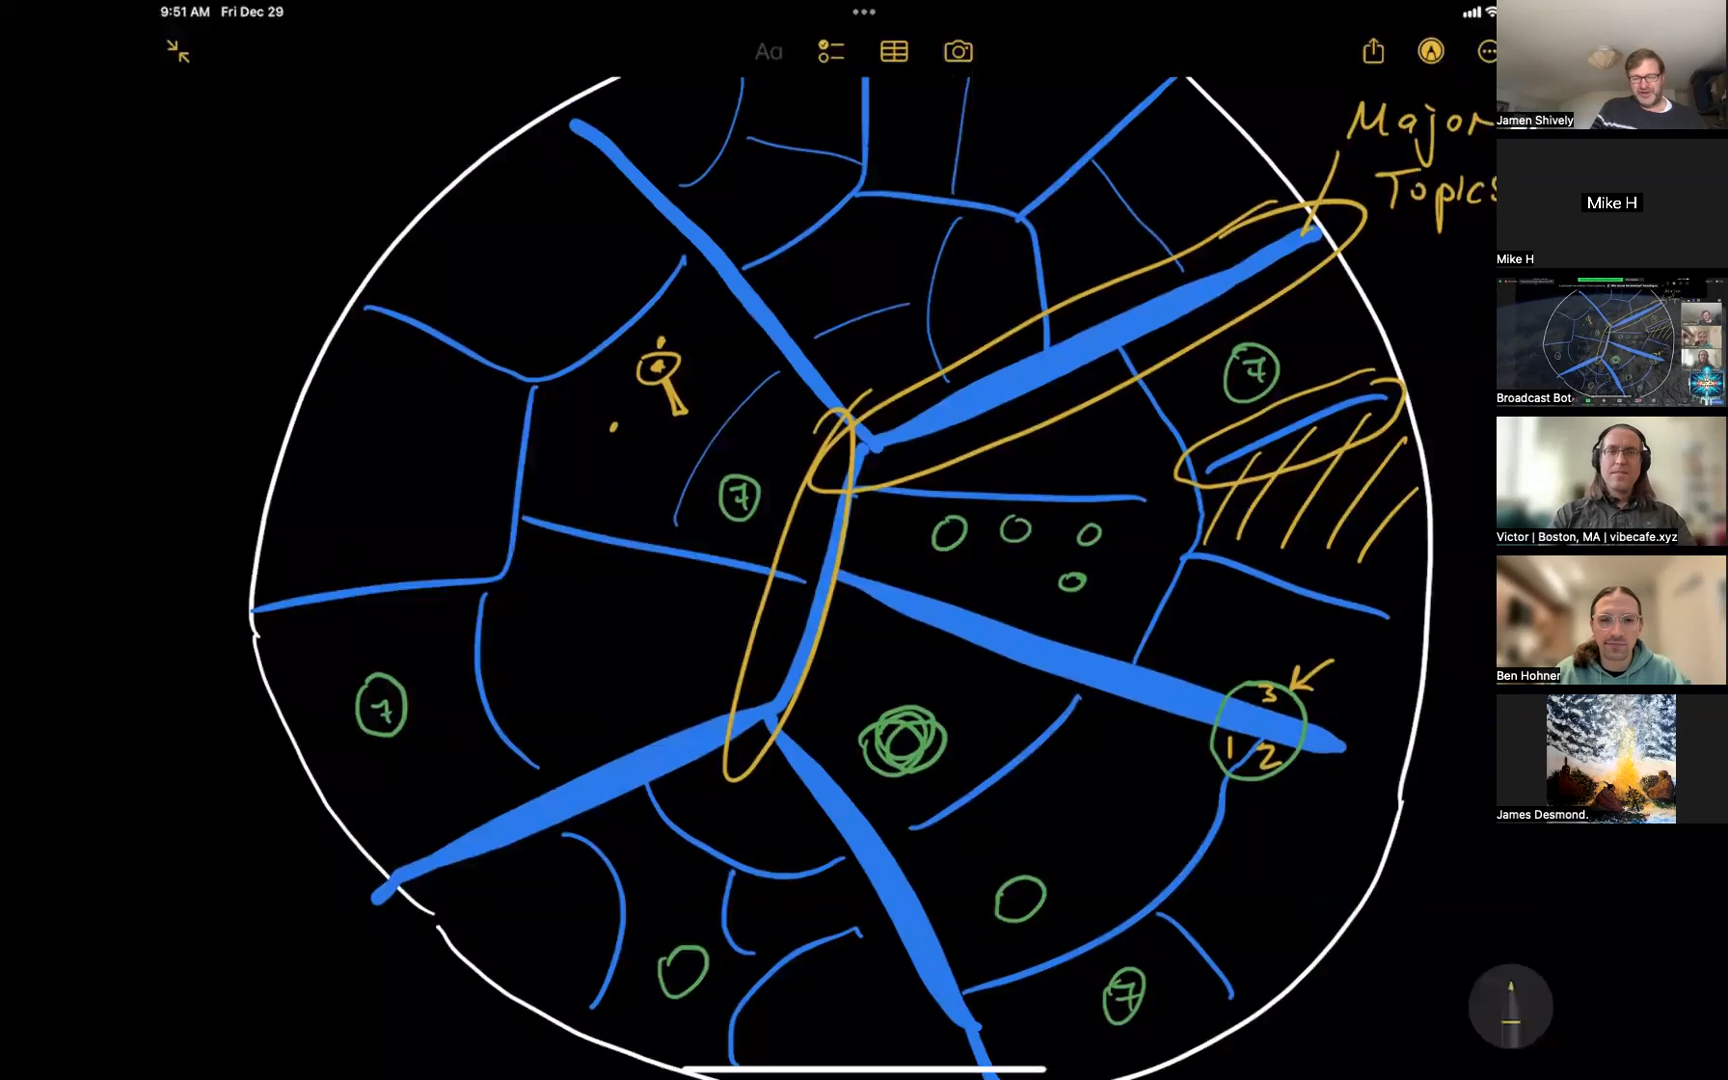 9:51 AM Fri Dec 29
Aa
Major
Topics
7
7
7
3
1 2
7
Jamen Shively
Mike H
Mike H
Broadcast Bot
Victor | Boston, MA | vibecafe.xyz
Ben Hohner
James Desmond.